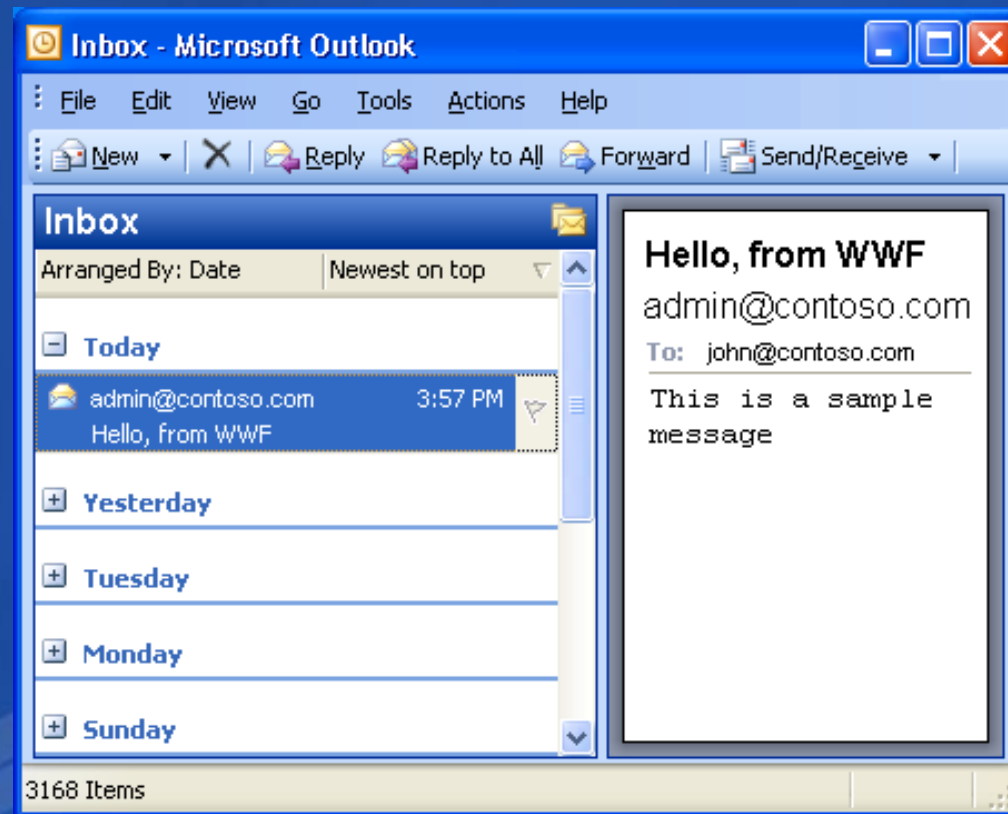 Inbox - Microsoft Outlook
File Edit View Go Tools Actions Help
New Reply Reply to All Forward Send/Receive
Inbox
Arranged By: Date Newest on top
Today
admin@contoso.com 3:57 PM
Hello, from WWF
Yesterday
Tuesday
Monday
Sunday
Hello, from WWF
admin@contoso.com
To: john@contoso.com
This is a sample
message
3168 Items